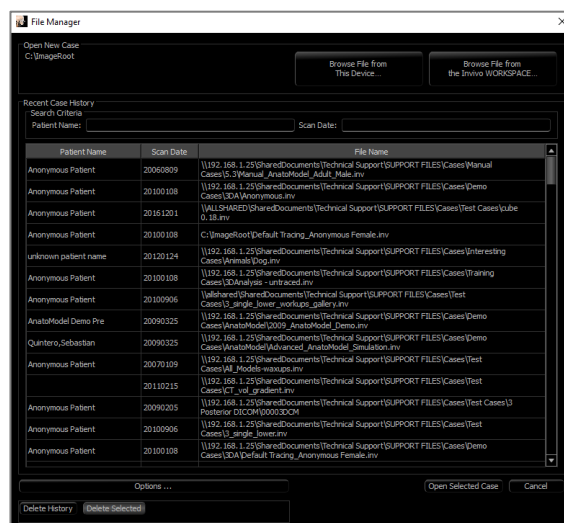 File Manager
Open New Case
C:\ImageRoot
Browse File from
This Device...
Browse File from
the Invivo WORKSPACE...
Recent Case History
Search Criteria
Patient Name:
Scan Date:
Patient Name Scan Date File Name
Anonymous Patient 20060809 \\192.168.1.25\SharedDocuments\Technical Support\SUPPORT FILES\Cases\Manual
Cases\5.3\Manual_AnatoModel_Adult_Male.inv
Anonymous Patient 20100108 \\192.168.1.25\SharedDocuments\Technical Support\SUPPORT FILES\Cases\Demo
Cases\3DA\Anonymous.inv
Anonymous Patient 20161201 \\ALLSHARED\SharedDocuments\Technical Support\SUPPORT FILES\Cases\Test Cases\cube
0.18.inv
Anonymous Patient 20100108 C:\ImageRoot\Default Tracing_Anonymous Female.inv
unknown patient name 20120124 \\192.168.1.25\SharedDocuments\Technical Support\SUPPORT FILES\Cases\Interesting
Cases\Animals\Dog.inv
Anonymous Patient 20100108 \\192.168.1.25\SharedDocuments\Technical Support\SUPPORT FILES\Cases\Training
Cases\3DAnalysis - untraced.inv
Anonymous Patient 20100906 \\allshared\SharedDocuments\Technical Support\SUPPORT FILES\Cases\Test
Cases\3_single_lower_workups_gallery.inv
AnatoModel Demo Pre 20090325 \\192.168.1.25\SharedDocuments\Technical Support\SUPPORT FILES\Cases\Demo
Cases\AnatoModel\2009_AnatoModel_Demo.inv
Quintero,Sebastian 20090325 \\192.168.1.25\SharedDocuments\Technical Support\SUPPORT FILES\Cases\Demo
Cases\AnatoModel\Advanced_AnatoModel_Simulation.inv
Anonymous Patient 20070109 \\192.168.1.25\SharedDocuments\Technical Support\SUPPORT FILES\Cases\Test
Cases\All_Models-waxups.inv
20110215 \\192.168.1.25\SharedDocuments\Technical Support\SUPPORT FILES\Cases\Test
Cases\CT_vol_gradient.inv
Anonymous Patient 20090205 \\192.168.1.25\SharedDocuments\Technical Support\SUPPORT FILES\Cases\Test Cases\3
Posterior DICOM\00003DCM
Anonymous Patient 20100906 \\192.168.1.25\SharedDocuments\Technical Support\SUPPORT FILES\Cases\Test
Cases\3_single_lower.inv
Anonymous Patient 20100108 \\192.168.1.25\SharedDocuments\Technical Support\SUPPORT FILES\Cases\Demo
Cases\3DA\Default Tracing_Anonymous Female.inv
Options ...
Open Selected Case
Cancel
Delete History
Delete Selected